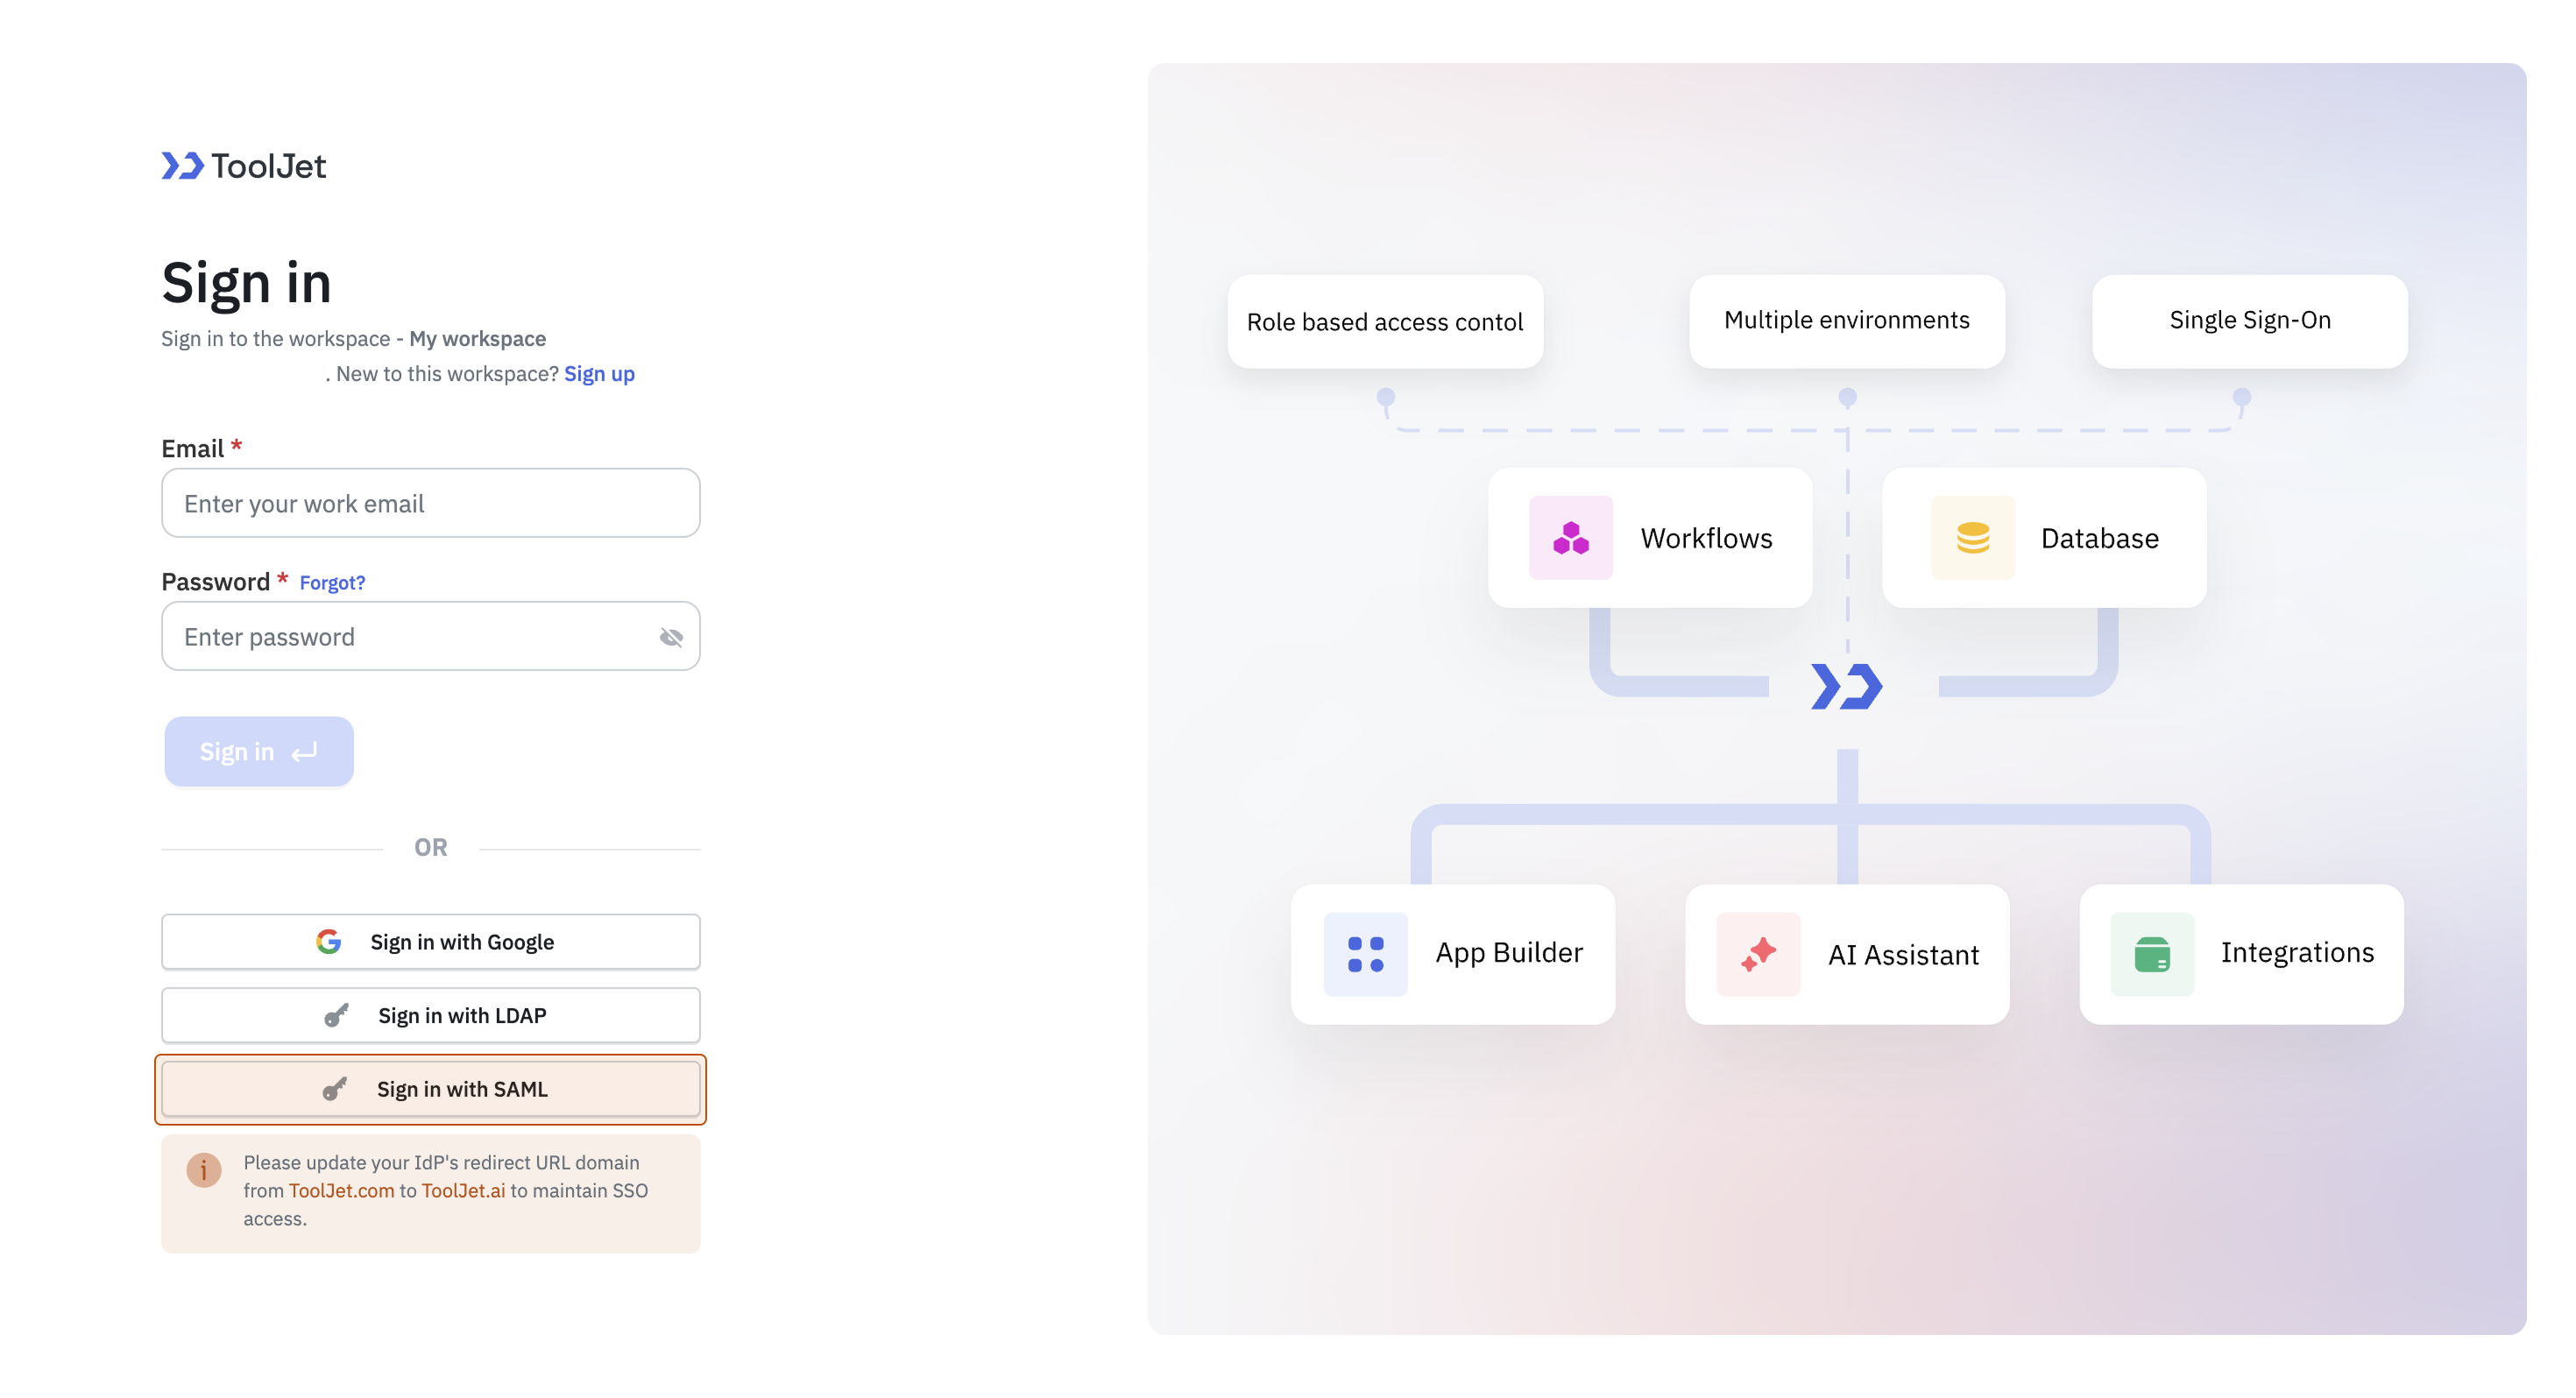 ToolJet
Sign in
Sign in to the workspace - My workspace
. New to this workspace? Sign up
Email *
Enter your work email
Password * Forgot?
Enter password
Sign in
OR
Sign in with Google
Sign in with LDAP
Sign in with SAML
Please update your IdP's redirect URL domain
from ToolJet.com to ToolJet.ai to maintain SSO
access.
Role based access contol
Multiple environments
Single Sign-On
Workflows
Database
App Builder
AI Assistant
Integrations